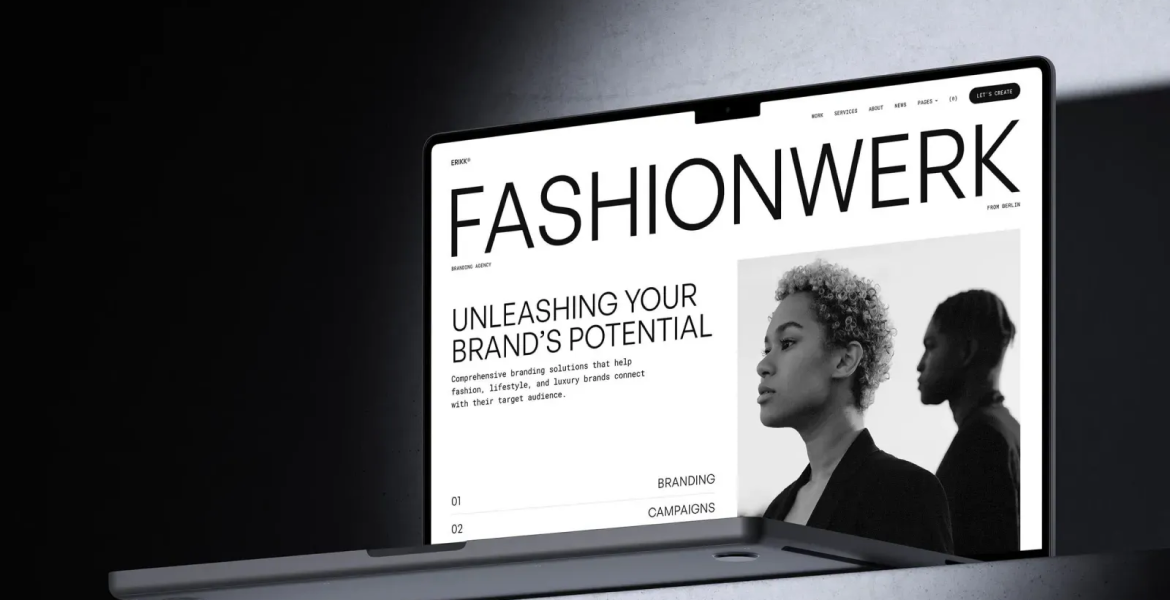 ERIKK®
WORK SERVICES ABOUT NEWS PAGES [0] LET'S CREATE
FASHIONWERK
BRANDING AGENCY
FROM BERLIN
UNLEASHING YOUR
BRAND'S POTENTIAL
Comprehensive branding solutions that help
fashion, lifestyle, and luxury brands connect
with their target audience.
01 BRANDING
02 CAMPAIGNS